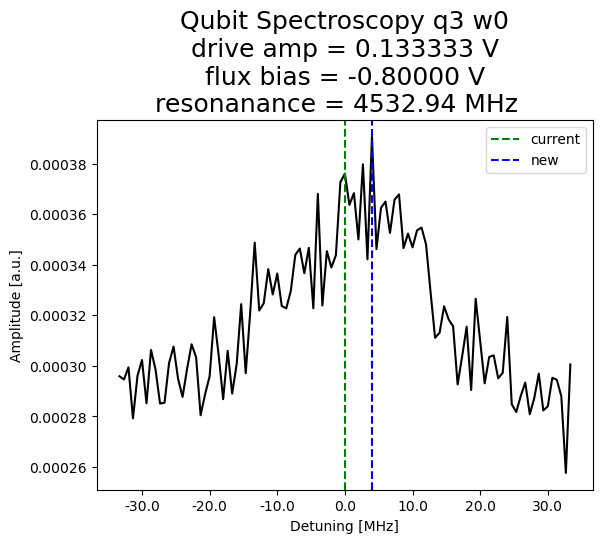 Qubit Spectroscopy q3 w0
drive amp = 0.133333 V
flux bias = -0.80000 V
resonanance = 4532.94 MHz
current
new
0.00038
0.00036
0.00034
0.00032
0.00030
0.00028
0.00026
Amplitude [a.u.]
-30.0 -20.0 -10.0 0.0 10.0 20.0 30.0
Detuning [MHz]